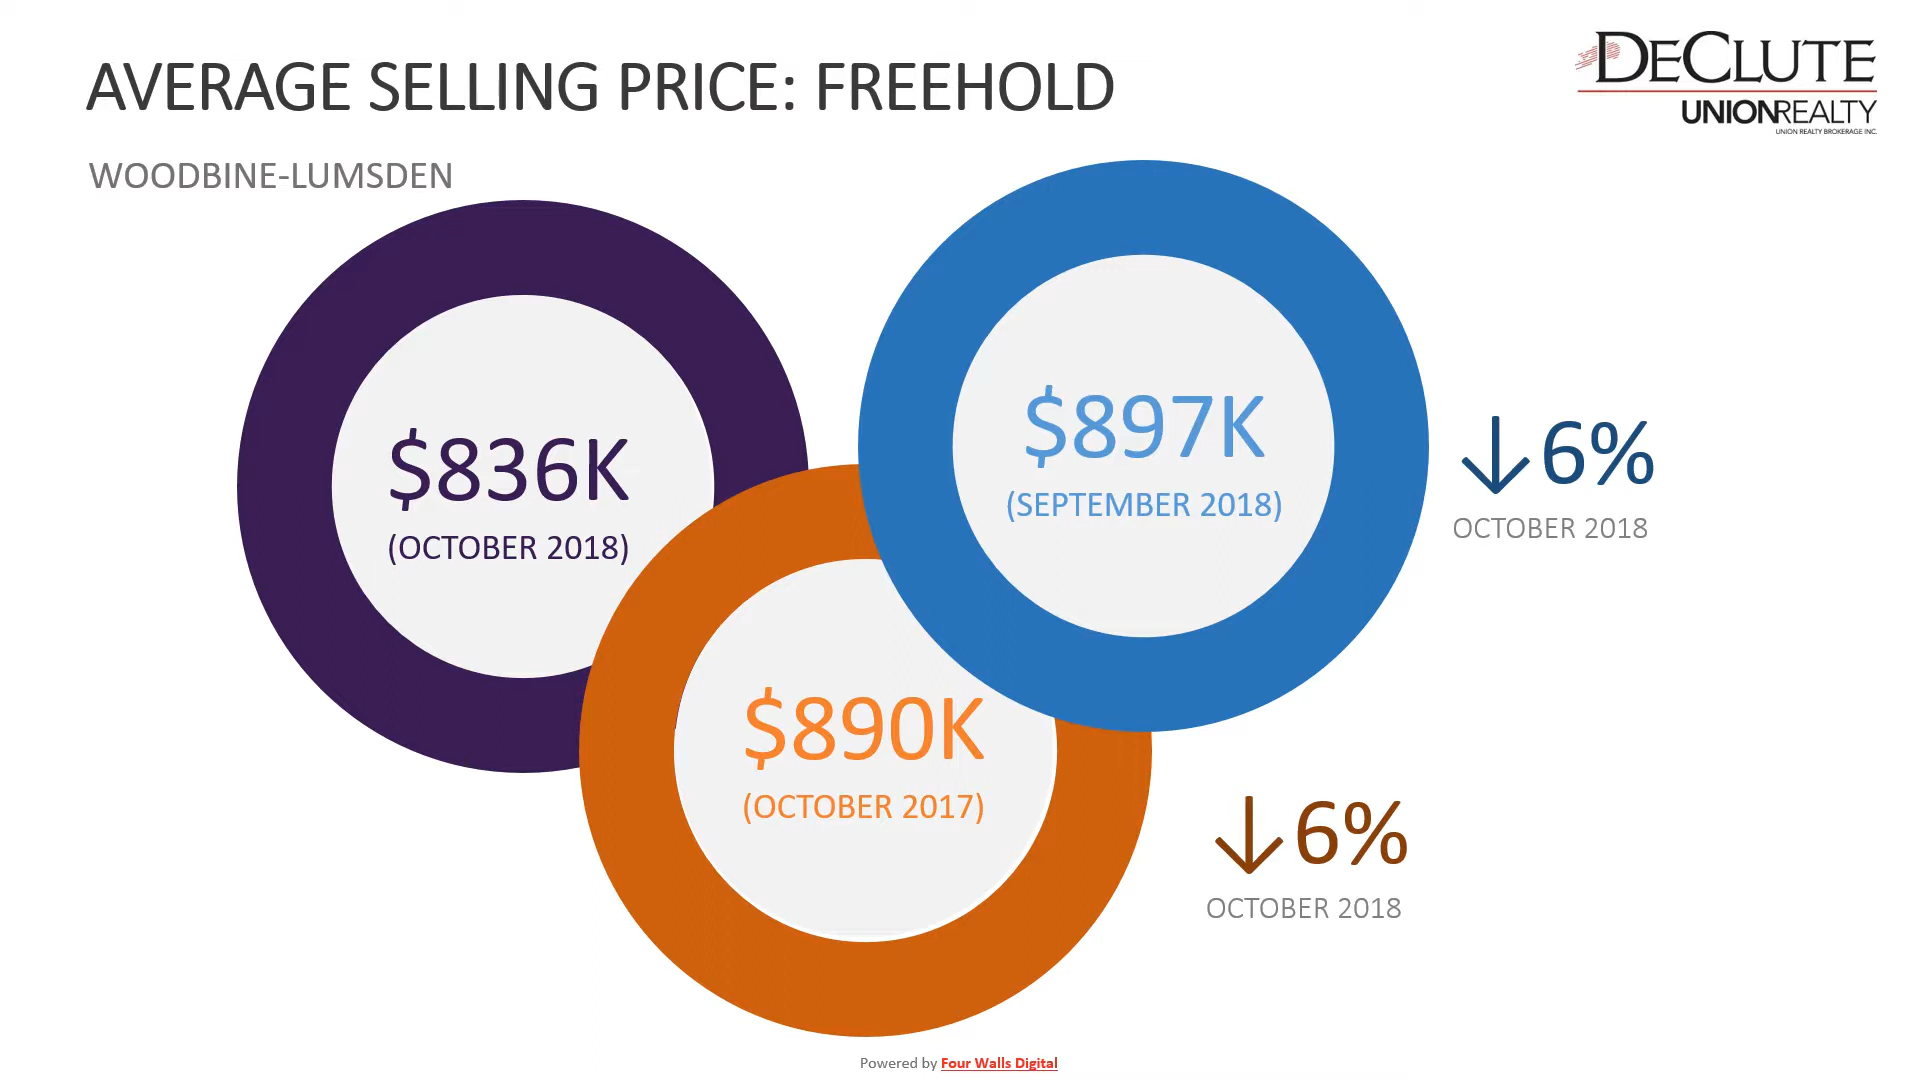 AVERAGE SELLING PRICE: FREEHOLD
DECLUTE
UNIONREALTY
UNION REALTY BROKERAGE INC.
WOODBINE-LUMSDEN
$836K
(OCTOBER 2018)
$897K
(SEPTEMBER 2018)
↓6%
OCTOBER 2018
$890K
(OCTOBER 2017)
↓6%
OCTOBER 2018
Powered by Four Walls Digital